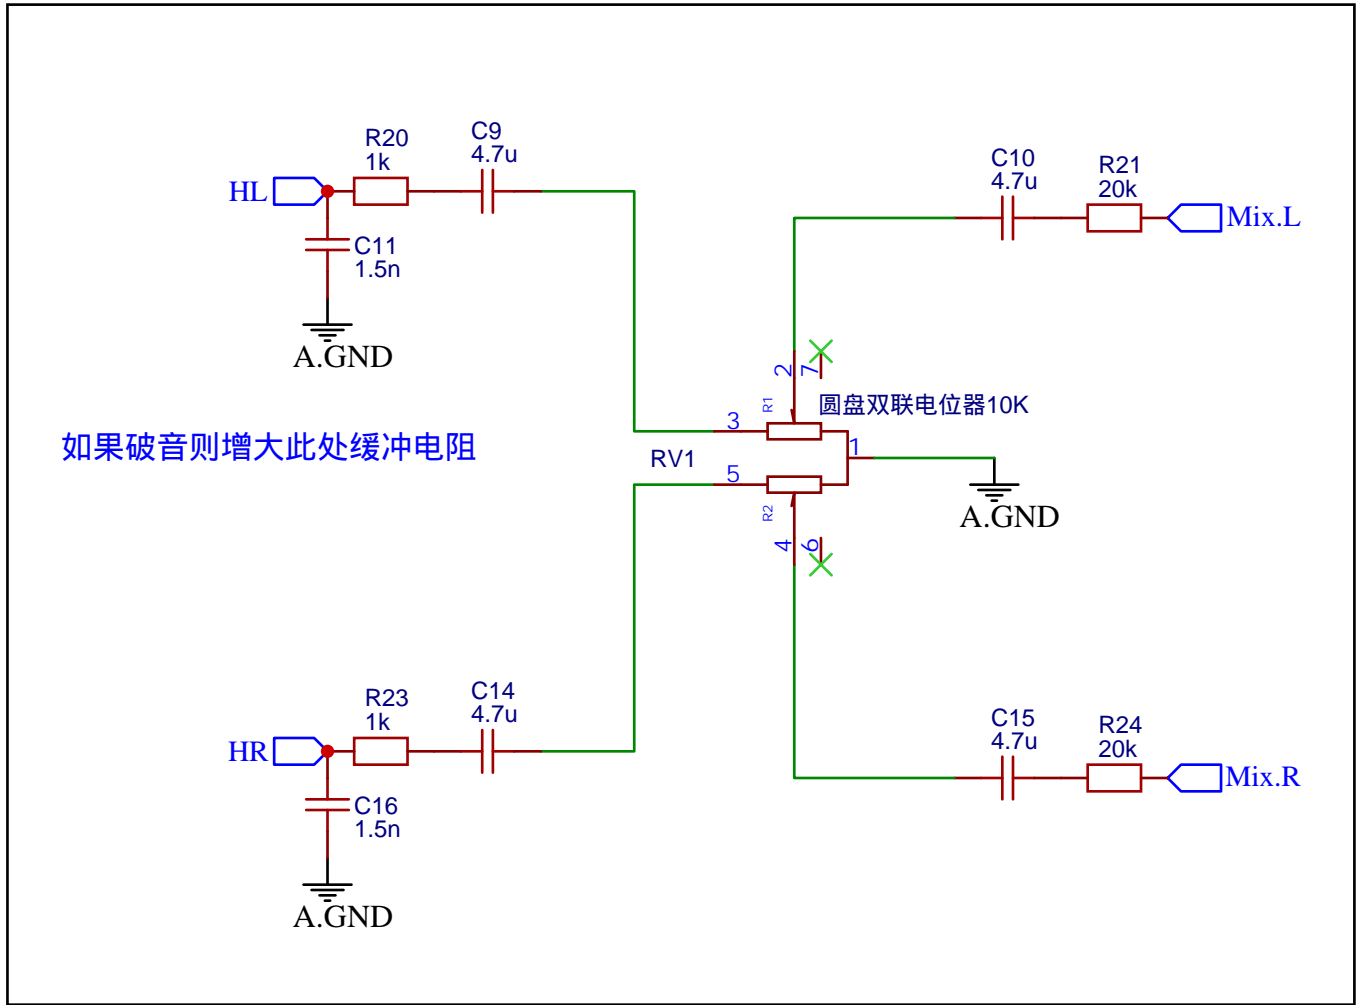 R20
1k
C9
4.7u
HL
C11
1.5n
A.GND
C10
4.7u
R21
20k
Mix.L
如果破音则增大此处缓冲电阻
2
7
R1
圆盘双联电位器10K
3
1
RV1
5
R2
4
6
A.GND
R23
1k
C14
4.7u
HR
C16
1.5n
A.GND
C15
4.7u
R24
20k
Mix.R